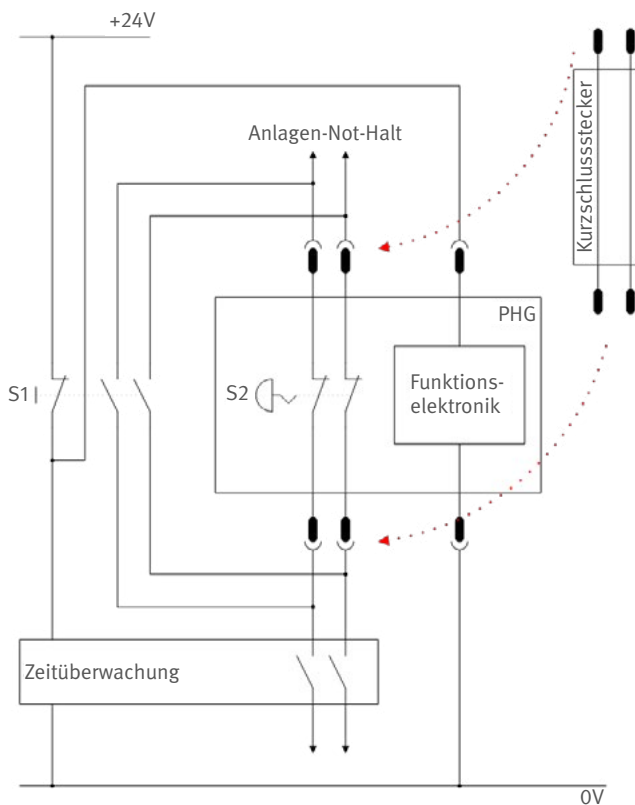 +24V
Anlagen-Not-Halt
Kurzschlussstecker
PHG
S1
S2
Funktions-
elektronik
Zeitüberwachung
0V